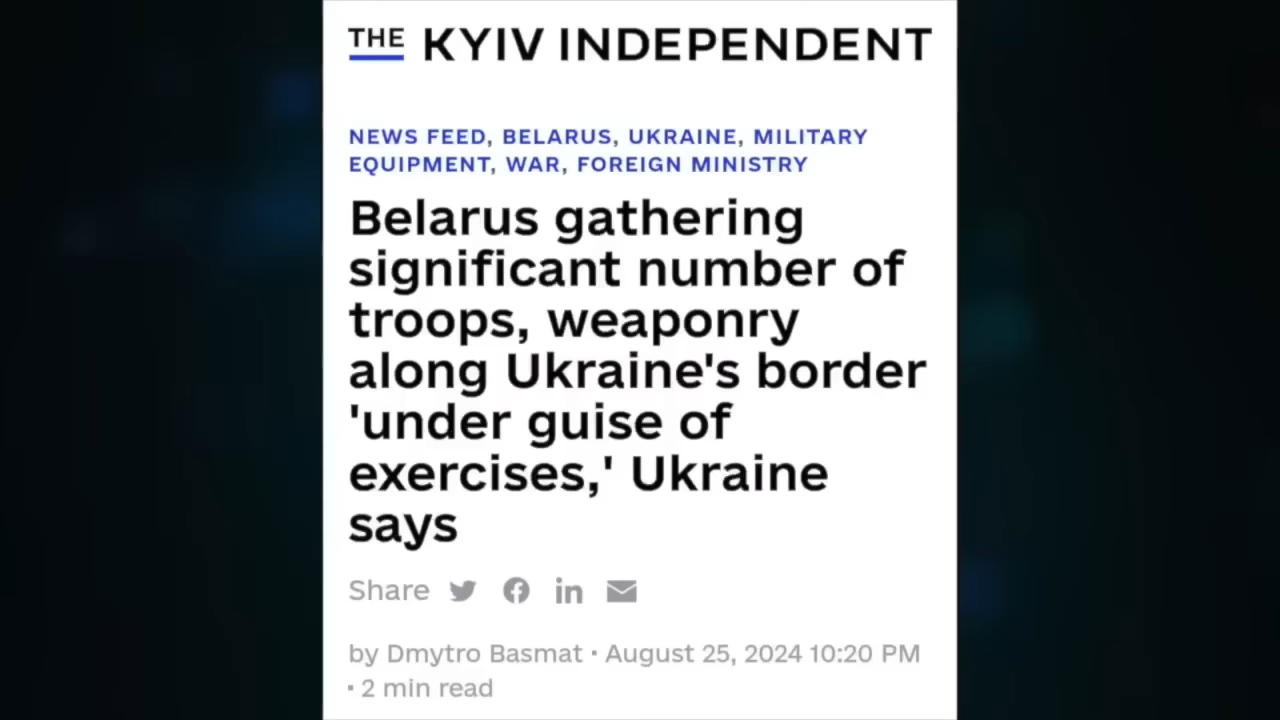 THE KYIV INDEPENDENT
NEWS FEED, BELARUS, UKRAINE, MILITARY
EQUIPMENT, WAR, FOREIGN MINISTRY
Belarus gathering
significant number of
troops, weaponry
along Ukraine's border
'under guise of
exercises,' Ukraine
says
Share
by Dmytro Basmat · August 25, 2024 10:20 PM
· 2 min read